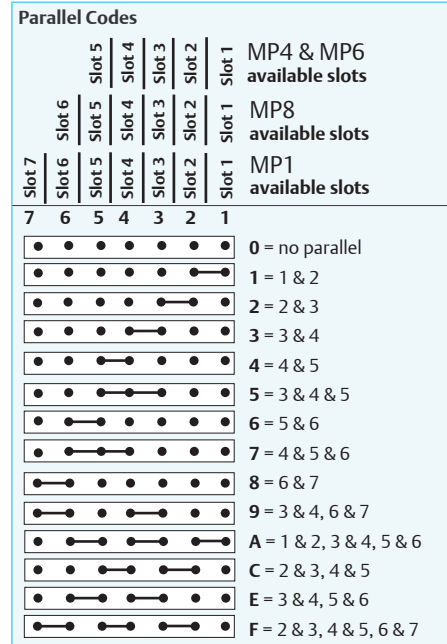 Parallel Codes
Slot 5 Slot 4 Slot 3 Slot 2 Slot 1 MP4 & MP6
available slots
Slot 6 Slot 5 Slot 4 Slot 3 Slot 2 Slot 1 MP8
available slots
Slot 7 Slot 6 Slot 5 Slot 4 Slot 3 Slot 2 Slot 1 MP1
available slots
7 6 5 4 3 2 1
0 = no parallel
1 = 1 & 2
2 = 2 & 3
3 = 3 & 4
4 = 4 & 5
5 = 3 & 4 & 5
6 = 5 & 6
7 = 4 & 5 & 6
8 = 6 & 7
9 = 3 & 4, 6 & 7
A = 1 & 2, 3 & 4, 5 & 6
C = 2 & 3, 4 & 5
E = 3 & 4, 5 & 6
F = 2 & 3, 4 & 5, 6 & 7